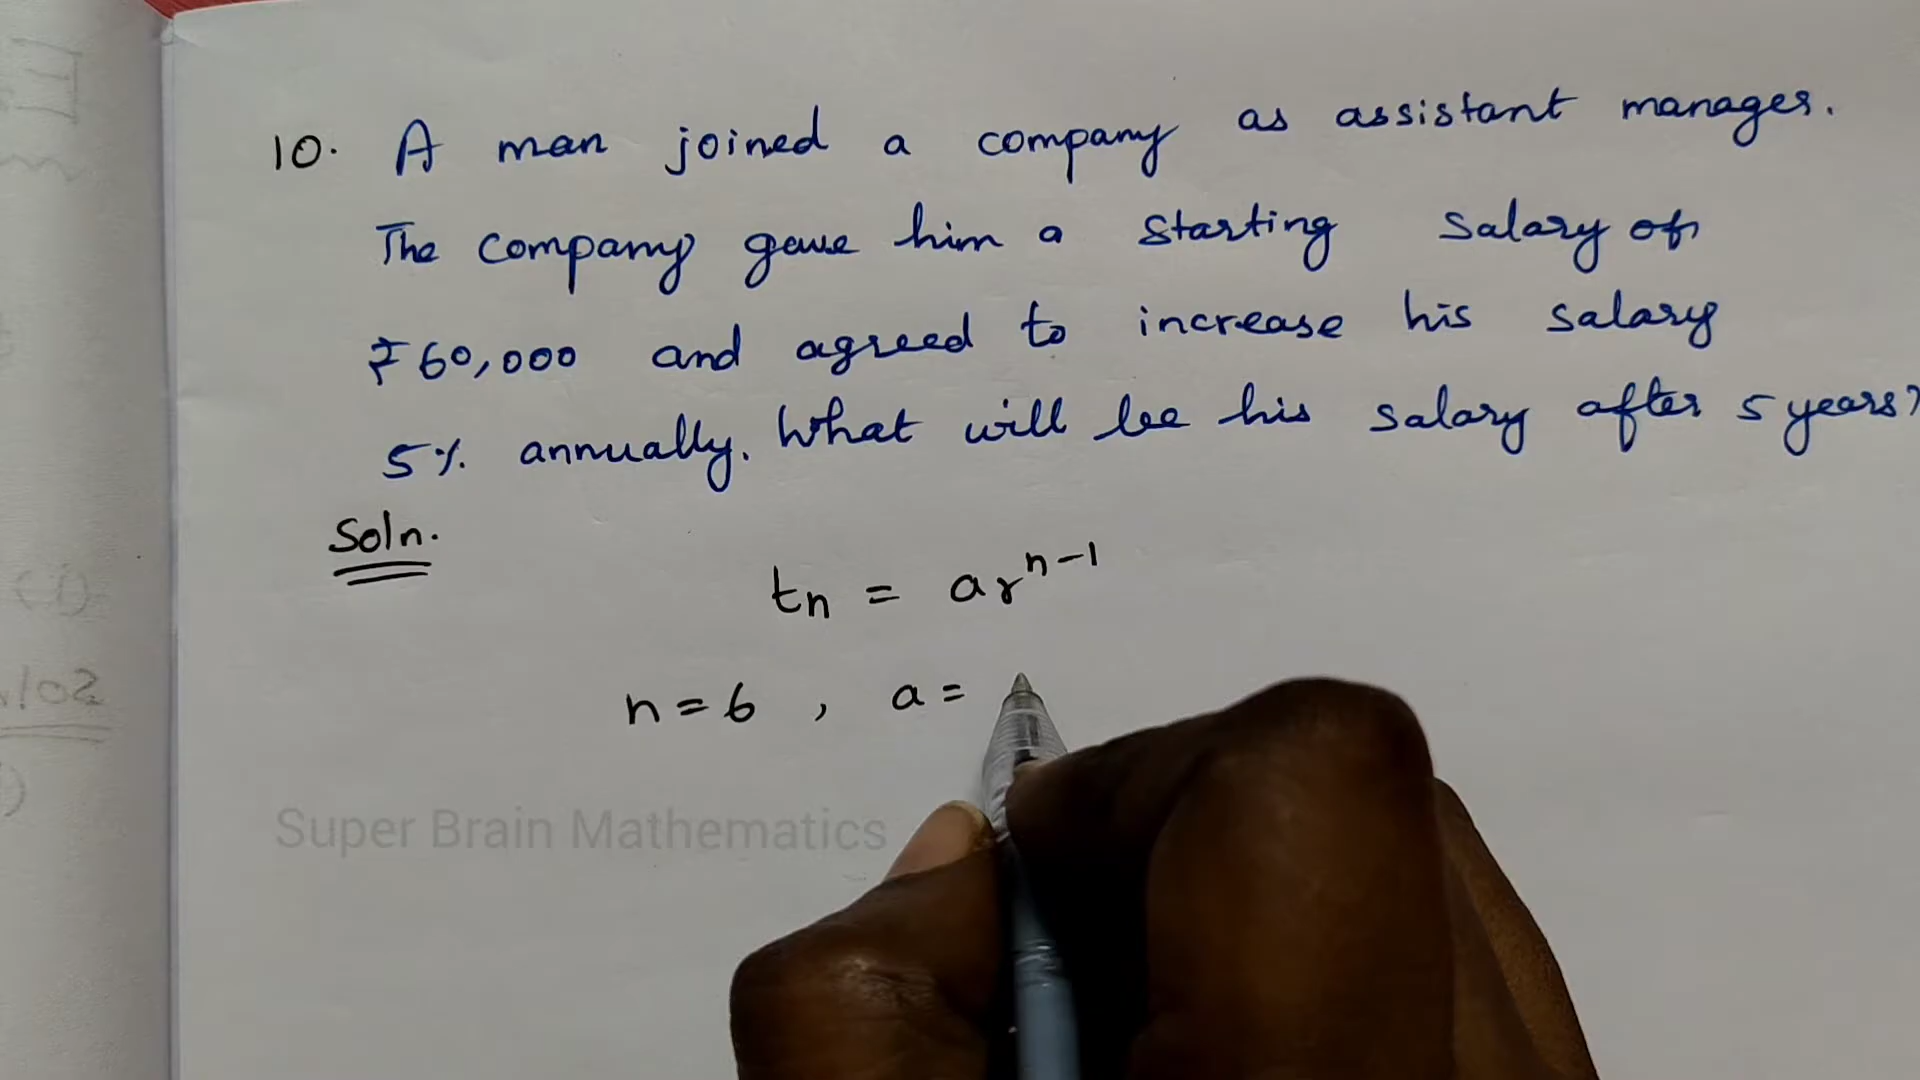 10. A man joined a company as assistant manager.
The company gave him a starting salary of
₹60,000 and agreed to increase his salary
5% annually. What will be his salary after 5 years?
Soln.
tn = ar^n-1
n = 6 , a =
Super Brain Mathematics
(i)
102